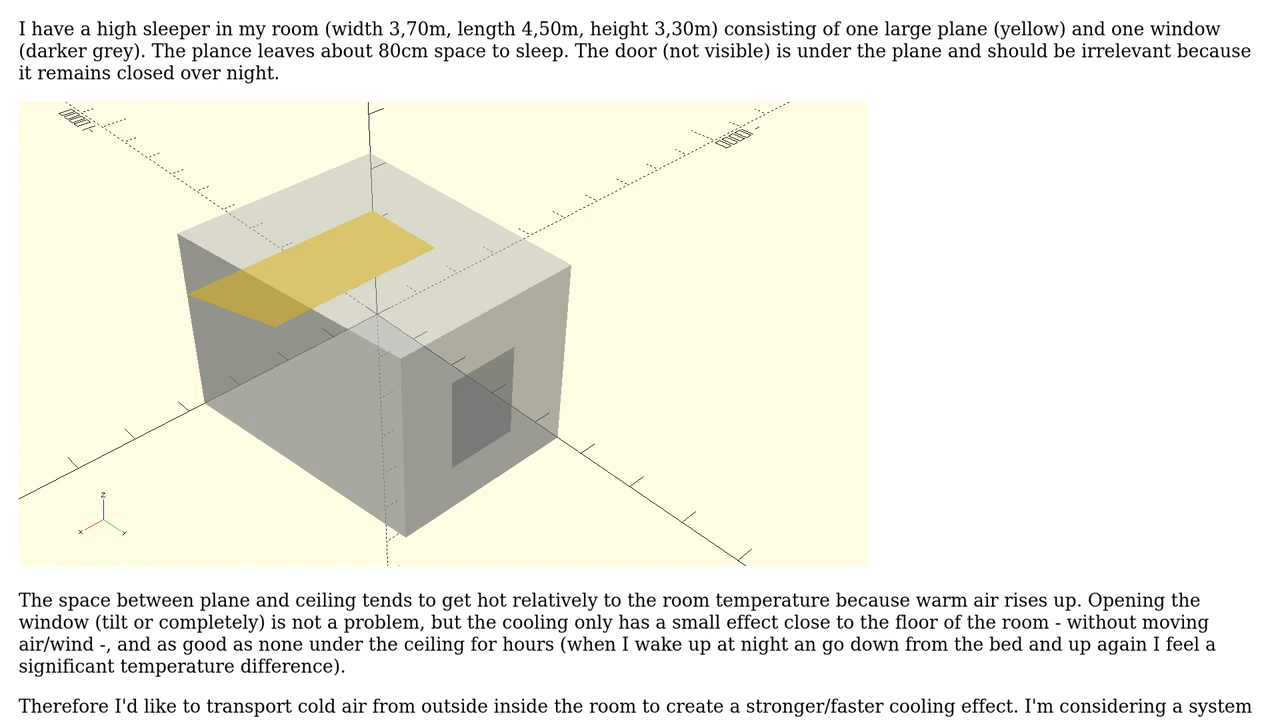 I have a high sleeper in my room (width 3,70m, length 4,50m, height 3,30m) consisting of one large plane (yellow) and one window
(darker grey). The plance leaves about 80cm space to sleep. The door (not visible) is under the plane and should be irrelevant because
it remains closed over night.
z
x
y
The space between plane and ceiling tends to get hot relatively to the room temperature because warm air rises up. Opening the
window (tilt or completely) is not a problem, but the cooling only has a small effect close to the floor of the room - without moving
air/wind -, and as good as none under the ceiling for hours (when I wake up at night an go down from the bed and up again I feel a
significant temperature difference).
Therefore I'd like to transport cold air from outside inside the room to create a stronger/faster cooling effect. I'm considering a system